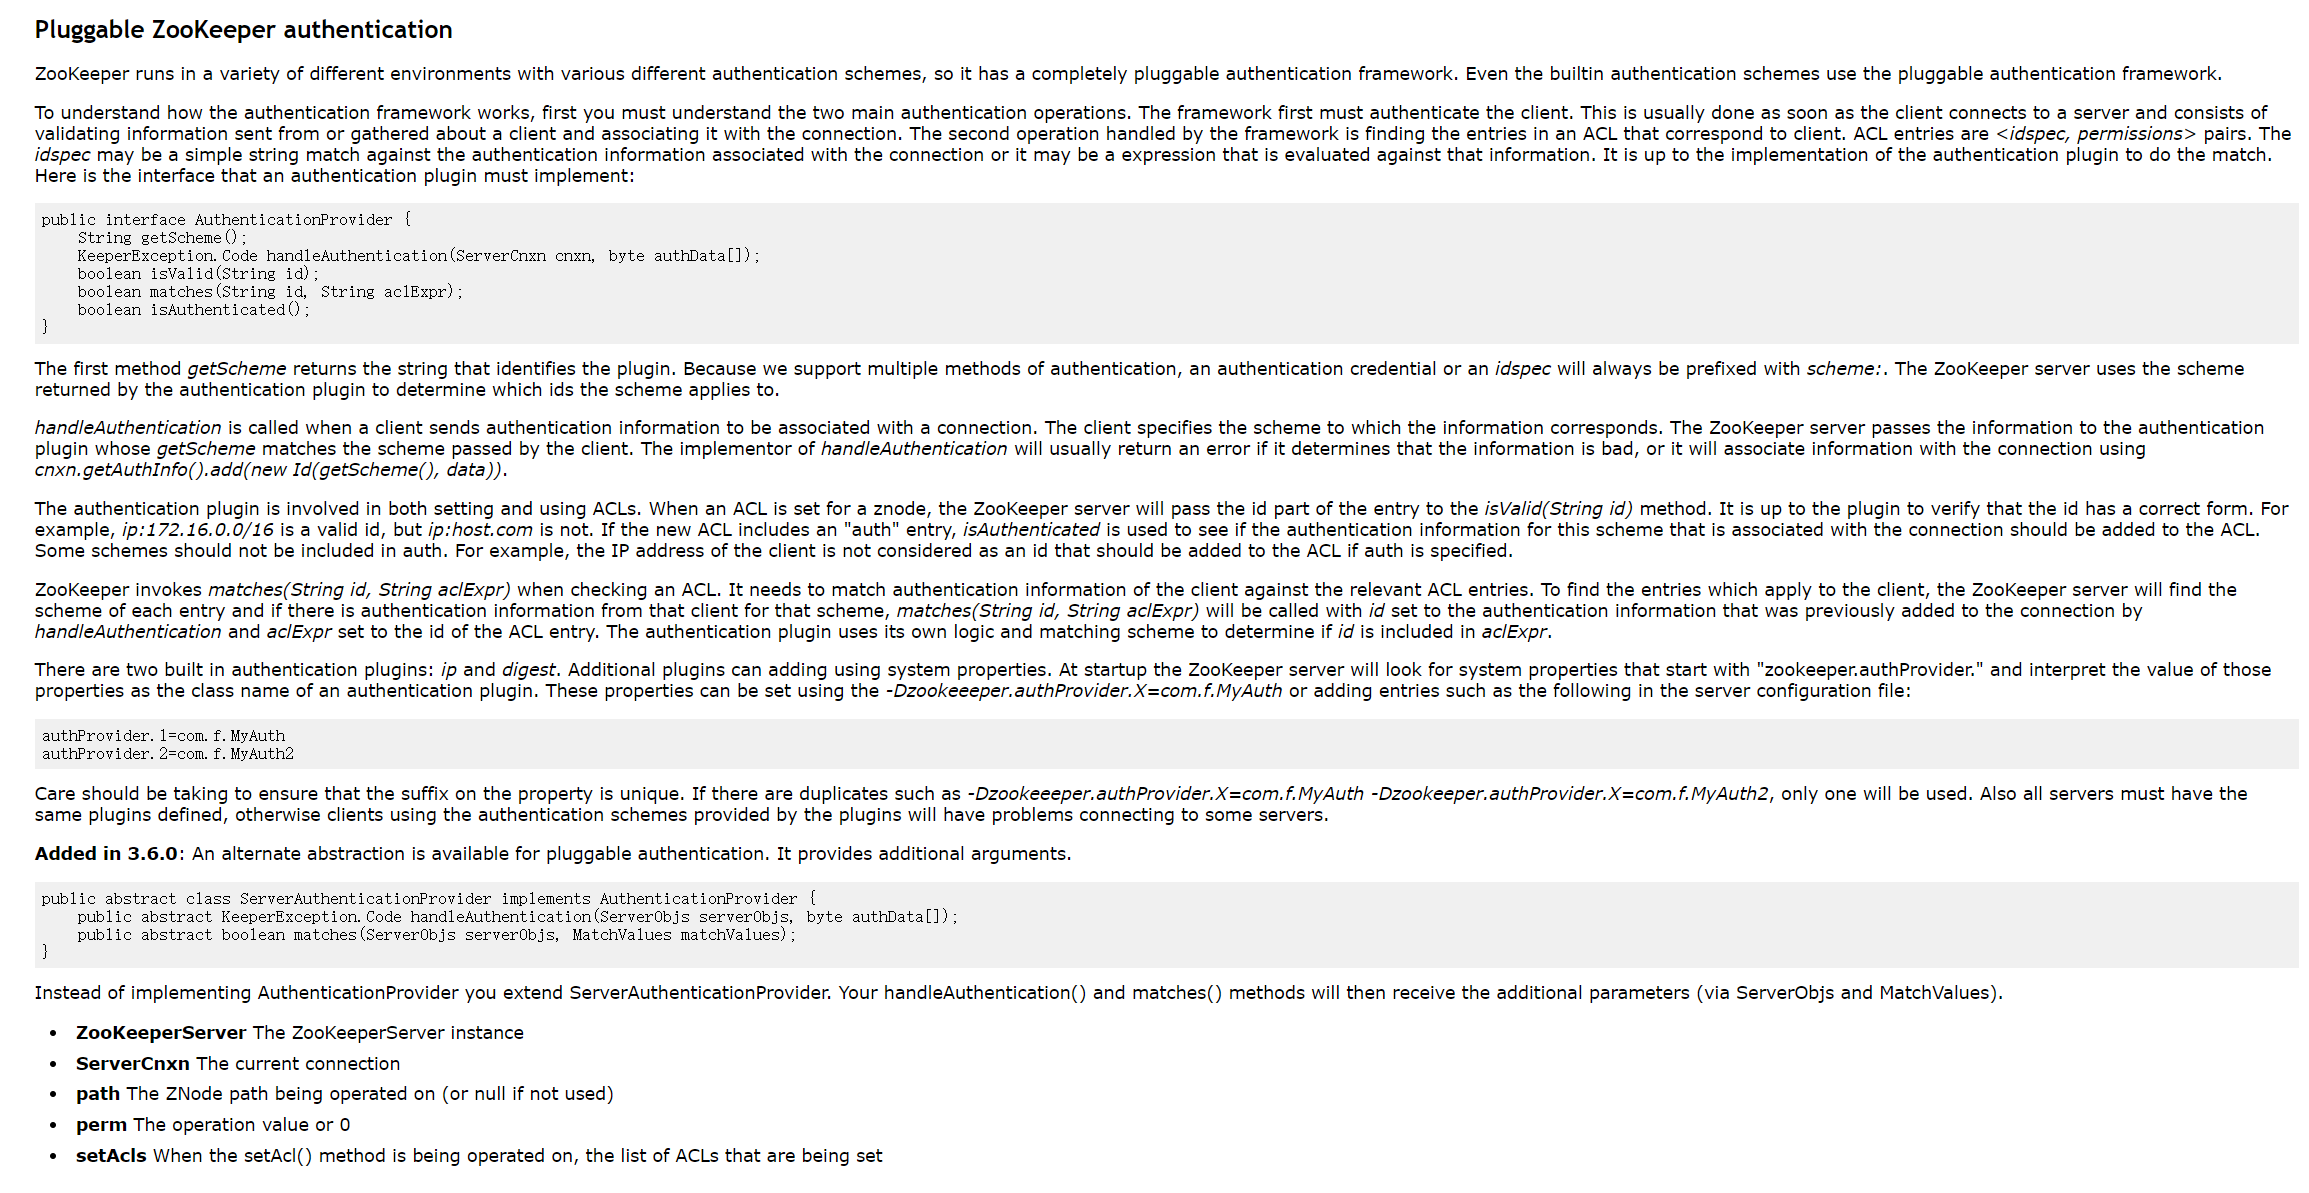 Pluggable ZooKeeper authentication
ZooKeeper runs in a variety of different environments with various different authentication schemes, so it has a completely pluggable authentication framework. Even the builtin authentication schemes use the pluggable authentication framework.
To understand how the authentication framework works, first you must understand the two main authentication operations. The framework first must authenticate the client. This is usually done as soon as the client connects to a server and consists of
validating information sent from or gathered about a client and associating it with the connection. The second operation handled by the framework is finding the entries in an ACL that correspond to client. ACL entries are <idspec, permissions> pairs. The
idspec may be a simple string match against the authentication information associated with the connection or it may be a expression that is evaluated against that information. It is up to the implementation of the authentication plugin to do the match.
Here is the interface that an authentication plugin must implement:
public interface AuthenticationProvider {
    String getScheme();
    KeeperException.Code handleAuthentication(ServerCnxn cnxn, byte authData[]);
    boolean isValid(String id);
    boolean matches(String id, String aclExpr);
    boolean isAuthenticated();
}
The first method getScheme returns the string that identifies the plugin. Because we support multiple methods of authentication, an authentication credential or an idspec will always be prefixed with scheme:. The ZooKeeper server uses the scheme
returned by the authentication plugin to determine which ids the scheme applies to.
handleAuthentication is called when a client sends authentication information to be associated with a connection. The client specifies the scheme to which the information corresponds. The ZooKeeper server passes the information to the authentication
plugin whose getScheme matches the scheme passed by the client. The implementor of handleAuthentication will usually return an error if it determines that the information is bad, or it will associate information with the connection using
cnxn.getAuthInfo().add(new Id(getScheme(), data)).
The authentication plugin is involved in both setting and using ACLs. When an ACL is set for a znode, the ZooKeeper server will pass the id part of the entry to the isValid(String id) method. It is up to the plugin to verify that the id has a correct form. For
example, ip:172.16.0.0/16 is a valid id, but ip:host.com is not. If the new ACL includes an "auth" entry, isAuthenticated is used to see if the authentication information for this scheme that is associated with the connection should be added to the ACL.
Some schemes should not be included in auth. For example, the IP address of the client is not considered as an id that should be added to the ACL if auth is specified.
ZooKeeper invokes matches(String id, String aclExpr) when checking an ACL. It needs to match authentication information of the client against the relevant ACL entries. To find the entries which apply to the client, the ZooKeeper server will find the
scheme of each entry and if there is authentication information from that client for that scheme, matches(String id, String aclExpr) will be called with id set to the authentication information that was previously added to the connection by
handleAuthentication and aclExpr set to the id of the ACL entry. The authentication plugin uses its own logic and matching scheme to determine if id is included in aclExpr.
There are two built in authentication plugins: ip and digest. Additional plugins can adding using system properties. At startup the ZooKeeper server will look for system properties that start with "zookeeper.authProvider." and interpret the value of those
properties as the class name of an authentication plugin. These properties can be set using the -Dzookeeeper.authProvider.X=com.f.MyAuth or adding entries such as the following in the server configuration file:
authProvider.1=com.f.MyAuth
authProvider.2=com.f.MyAuth2
Care should be taking to ensure that the suffix on the property is unique. If there are duplicates such as -Dzookeeeper.authProvider.X=com.f.MyAuth -Dzookeeper.authProvider.X=com.f.MyAuth2, only one will be used. Also all servers must have the
same plugins defined, otherwise clients using the authentication schemes provided by the plugins will have problems connecting to some servers.
Added in 3.6.0: An alternate abstraction is available for pluggable authentication. It provides additional arguments.
public abstract class ServerAuthenticationProvider implements AuthenticationProvider {
    public abstract KeeperException.Code handleAuthentication(ServerObjs serverObjs, byte authData[]);
    public abstract boolean matches(ServerObjs serverObjs, MatchValues matchValues);
}
Instead of implementing AuthenticationProvider you extend ServerAuthenticationProvider. Your handleAuthentication() and matches() methods will then receive the additional parameters (via ServerObjs and MatchValues).
• ZooKeeperServer The ZooKeeperServer instance
• ServerCnxn The current connection
• path The ZNode path being operated on (or null if not used)
• perm The operation value or 0
• setAcls When the setAcl() method is being operated on, the list of ACLs that are being set